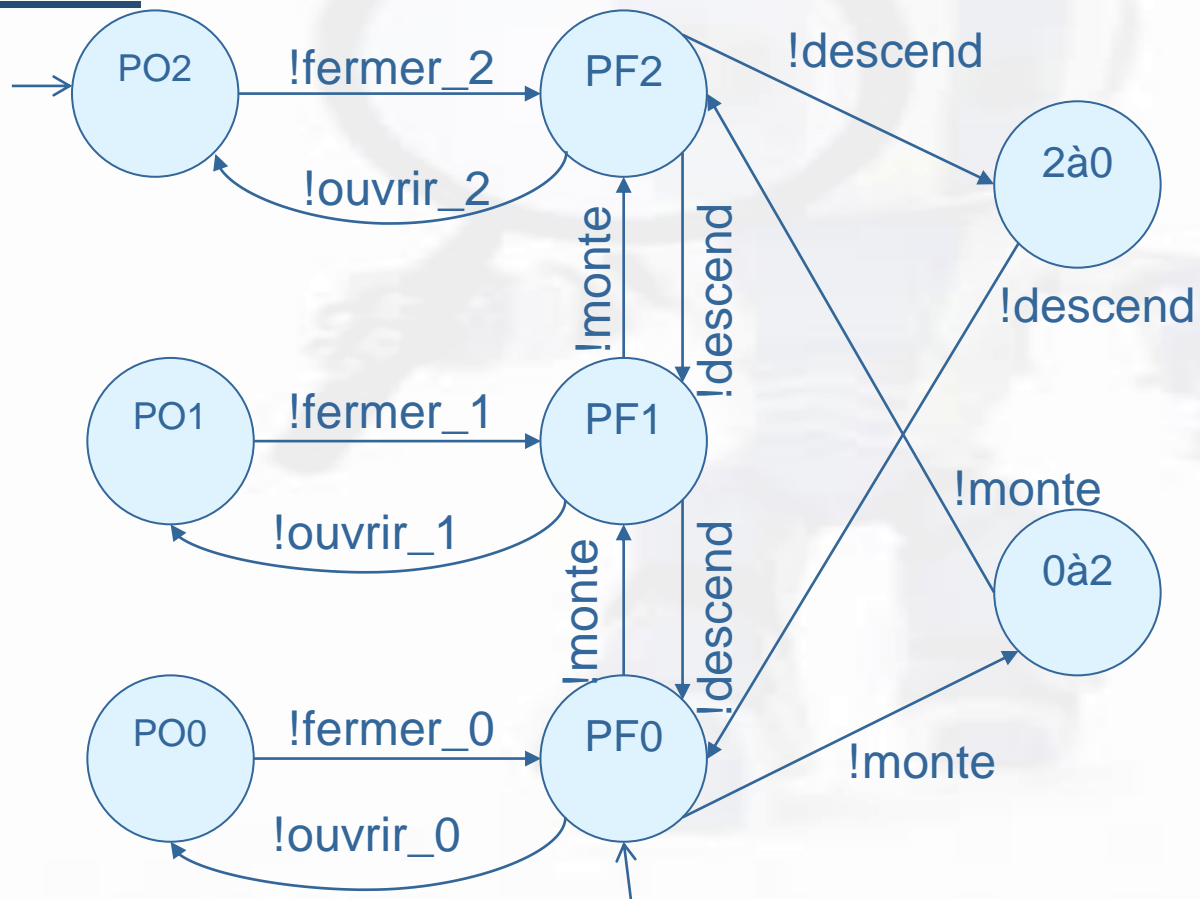 PO2
!fermer_2
PF2
!descend
2à0
!ouvrir_2
!monte
!descend
!descend
PO1
!fermer_1
PF1
!monte
!ouvrir_1
0à2
!monte
!descend
PO0
!fermer_0
PF0
!monte
!ouvrir_0